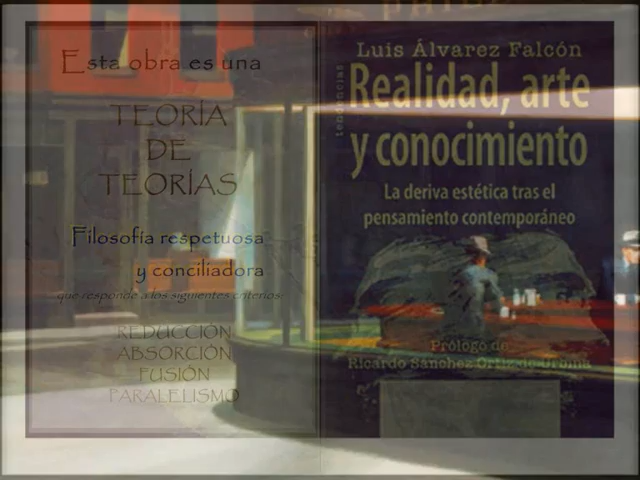 Esta obra es una
TEORÍA
DE
TEORÍAS
Filosofía respetuosa
y conciliadora
que responde a los siguientes criterios:
REDUCCIÓN
ABSORCIÓN
FUSIÓN
PARALELISMO
Luis Álvarez Falcón
tendencias
Realidad, arte
y conocimiento
La deriva estética tras el
pensamiento contemporáneo
Prólogo de
Ricardo Sánchez Ortiz de Urbina